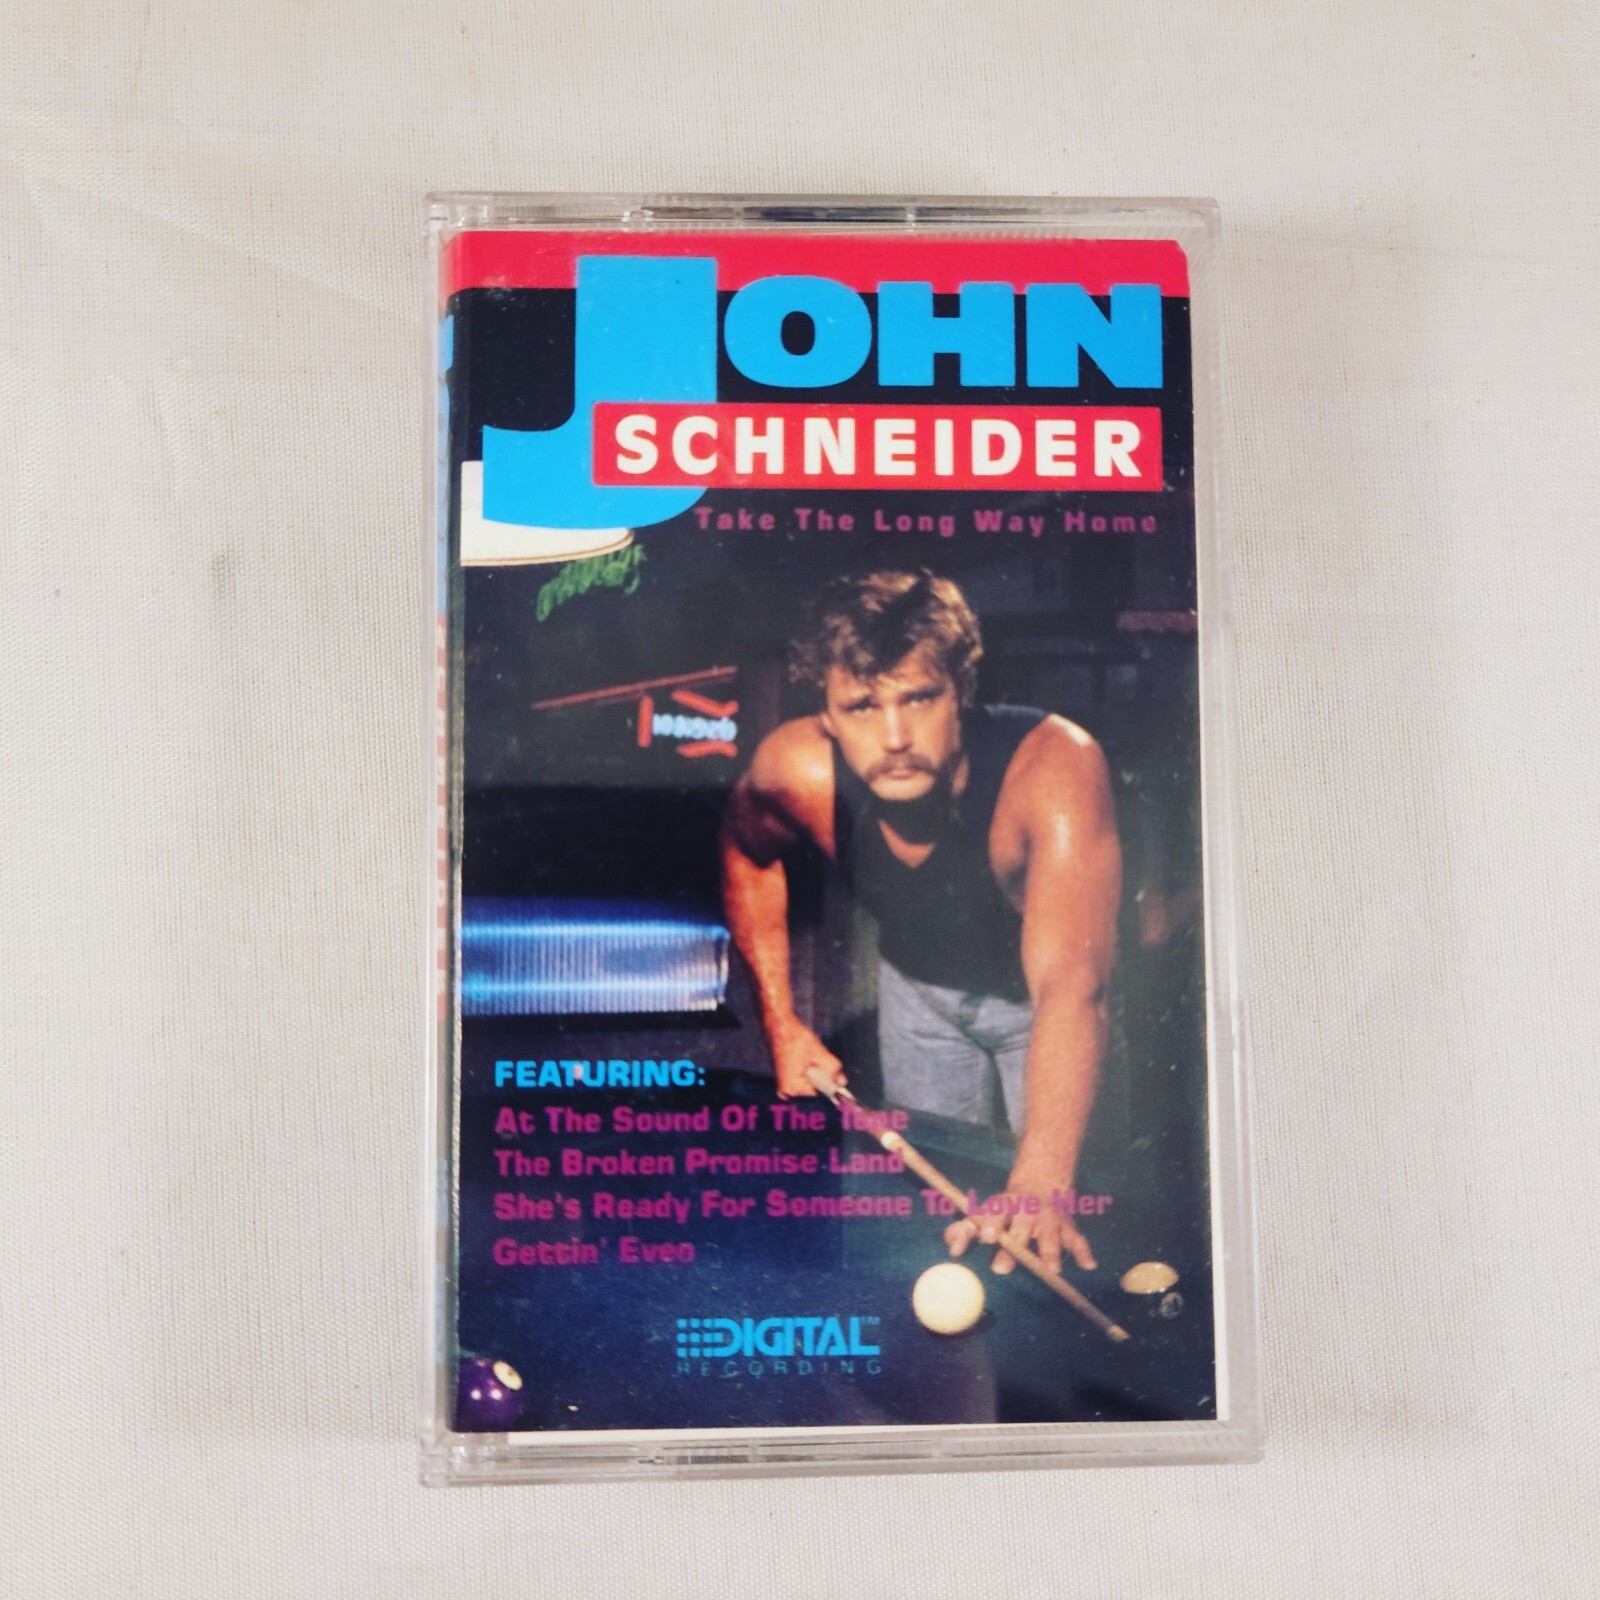 JOHN
SCHNEIDER
Take The Long Way Home
FEATURING:
At The Sound Of The Tone
The Broken Promise Land
She's Ready For Someone To Love Her
Gettin' Even
DIGITAL™
RECORDING